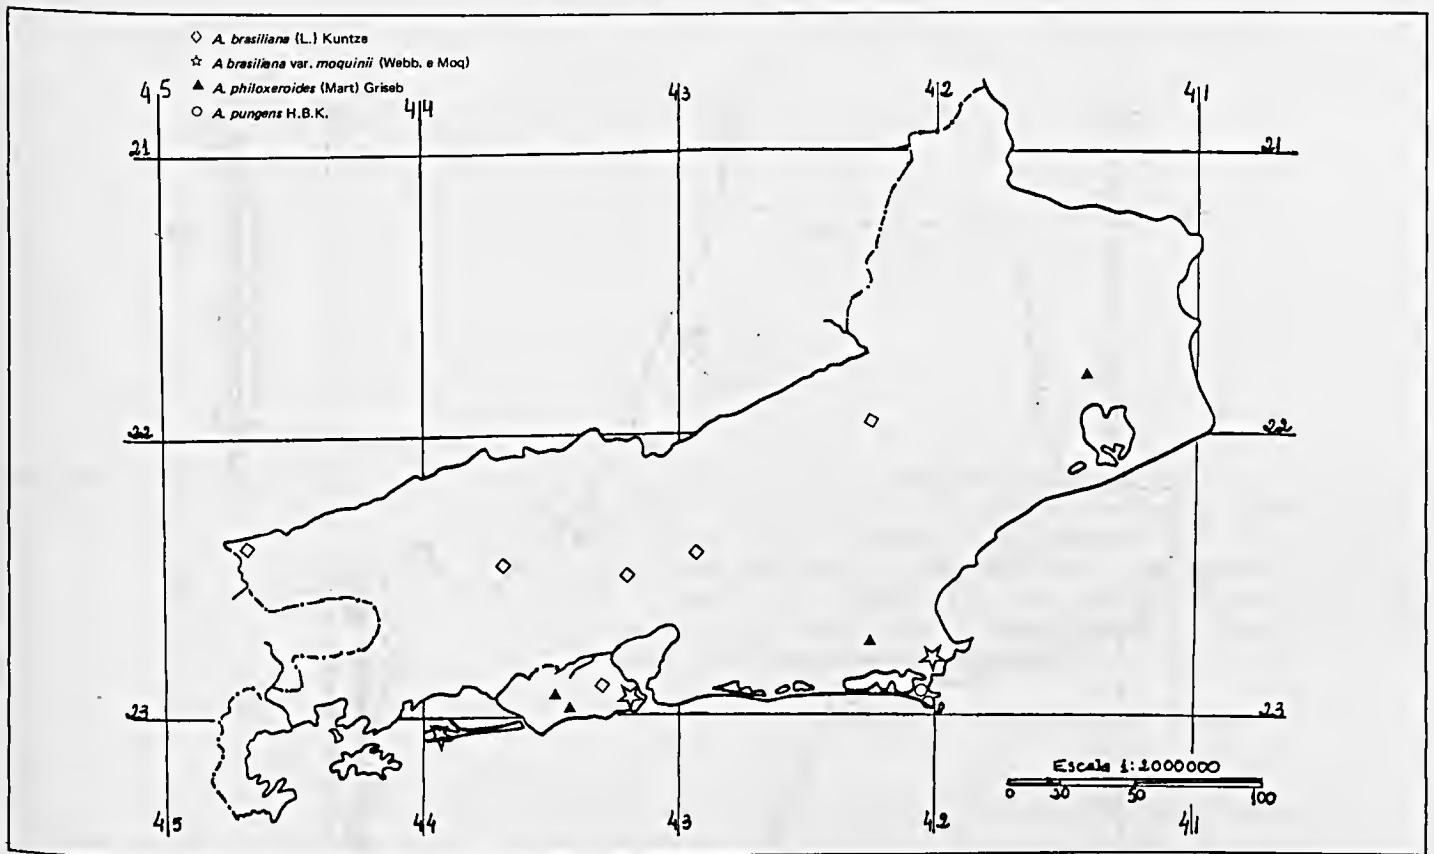 ◇ A. brasiliana (L.) Kuntze
☆ A brasiliana var. moquinii (Webb. e Moq)
▲ A. philoxeroides (Mart) Griseb
○ A. pungens H.B.K.
45 44 43 42 41
21 21
22 22
23 23
Escala 1:2000000
0 20 50 100
45 44 43 42 41